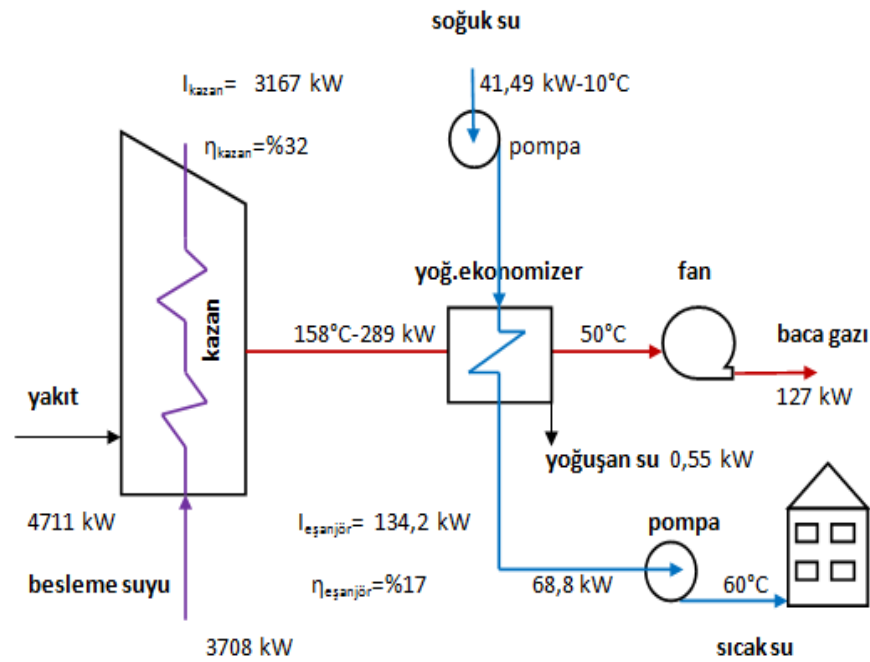 soğuk su
I kazan= 3167 kW
41,49 kW-10°C
ηkazan=%32
pompa
yoğ.ekonomizer
fan
kazan
158°C-289 kW
50°C
baca gazı
127 kW
yakıt
yoğuşan su 0,55 kW
4711 kW
I eşanjör= 134,2 kW
pompa
besleme suyu
ηeşanjör=%17
68,8 kW
60°C
3708 kW
sıcak su